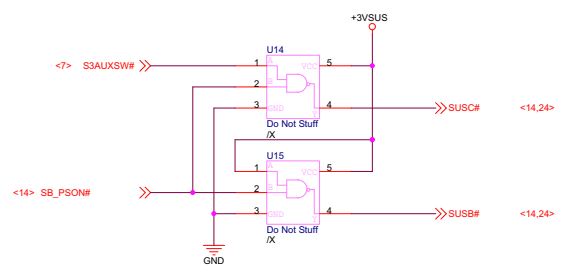 +3VSUS
U14
<7> S3AUXSW#
1 A VCC 5
2 B
3 GND Y 4
SUSC# <14,24>
Do Not Stuff
/X
U15
1 A VCC 5
<14> SB_PSON#
2 B
3 GND Y 4
SUSB# <14,24>
Do Not Stuff
/X
GND